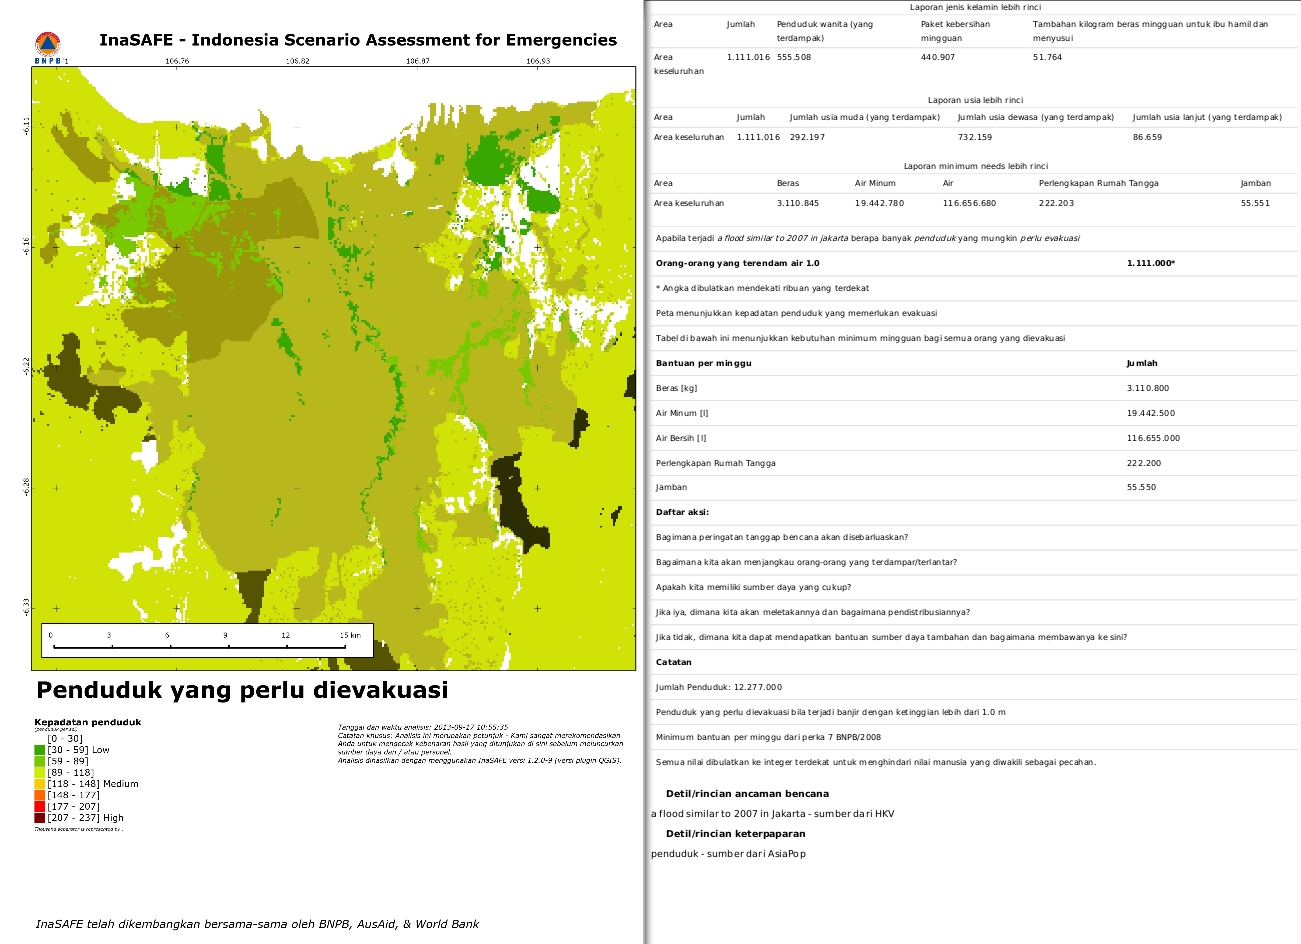 InaSAFE - Indonesia Scenario Assessment for Emergencies
BNPB
106.76 106.82 106.87 106.93
-6.11
-6.16
-6.22
-6.28
-6.33
0 3 6 9 12 15 km
Penduduk yang perlu dievakuasi
Kepadatan penduduk
[0 - 30]
[30 - 59] Low
[59 - 89]
[89 - 118]
[118 - 148] Medium
[148 - 177]
[177 - 207]
[207 - 237] High
Thousand separator is represented by .
Tanggal dan waktu analisis: 2013-09-17 10:55:35
Catatan khusus: Analisis ini merupakan petunjuk - Kami sangat merekomendasikan
Anda untuk mengecek kebenaran hasil yang ditunjukan di sini sebelum meluncurkan
sumber daya dan / atau personel.
Analisis dihasilkan dengan menggunakan InaSAFE versi 1.2.0-9 (versi plugin QGIS).
InaSAFE telah dikembangkan bersama-sama oleh BNPB, AusAid, & World Bank
Laporan jenis kelamin lebih rinci
Area Jumlah Penduduk wanita (yang Paket kebersihan Tambahan kilogram beras mingguan untuk ibu hamil dan
terdampak) mingguan menyusui
Area 1.111.016 555.508 440.907 51.764
keseluruhan
Laporan usia lebih rinci
Area Jumlah Jumlah usia muda (yang terdampak) Jumlah usia dewasa (yang terdampak) Jumlah usia lanjut (yang terdampak)
Area keseluruhan 1.111.016 292.197 732.159 86.659
Laporan minimum needs lebih rinci
Area Beras Air Minum Air Perlengkapan Rumah Tangga Jamban
Area keseluruhan 3.110.845 19.442.780 116.656.680 222.203 55.551
Apabila terjadi a flood similar to 2007 in jakarta berapa banyak penduduk yang mungkin perlu evakuasi
Orang-orang yang terendam air 1.0 1.111.000*
* Angka dibulatkan mendekati ribuan yang terdekat
Peta menunjukkan kepadatan penduduk yang memerlukan evakuasi
Tabel di bawah ini menunjukkan kebutuhan minimum mingguan bagi semua orang yang dievakuasi
Bantuan per minggu Jumlah
Beras [kg] 3.110.800
Air Minum [l] 19.442.500
Air Bersih [l] 116.655.000
Perlengkapan Rumah Tangga 222.200
Jamban 55.550
Daftar aksi:
Bagimana peringatan tanggap bencana akan disebarluaskan?
Bagaimana kita akan menjangkau orang-orang yang terdampar/terlantar?
Apakah kita memiliki sumber daya yang cukup?
Jika iya, dimana kita akan meletakannya dan bagaimana pendistribusiannya?
Jika tidak, dimana kita dapat mendapatkan bantuan sumber daya tambahan dan bagaimana membawanya ke sini?
Catatan
Jumlah Penduduk: 12.277.000
Penduduk yang perlu dievakuasi bila terjadi banjir dengan ketinggian lebih dari 1.0 m
Minimum bantuan per minggu dari perka 7 BNPB/2008
Semua nilai dibulatkan ke integer terdekat untuk menghindari nilai manusia yang diwakili sebagai pecahan.
Detil/rincian ancaman bencana
a flood similar to 2007 in Jakarta - sumber dari HKV
Detil/rincian keterpaparan
penduduk - sumber dari AsiaPop